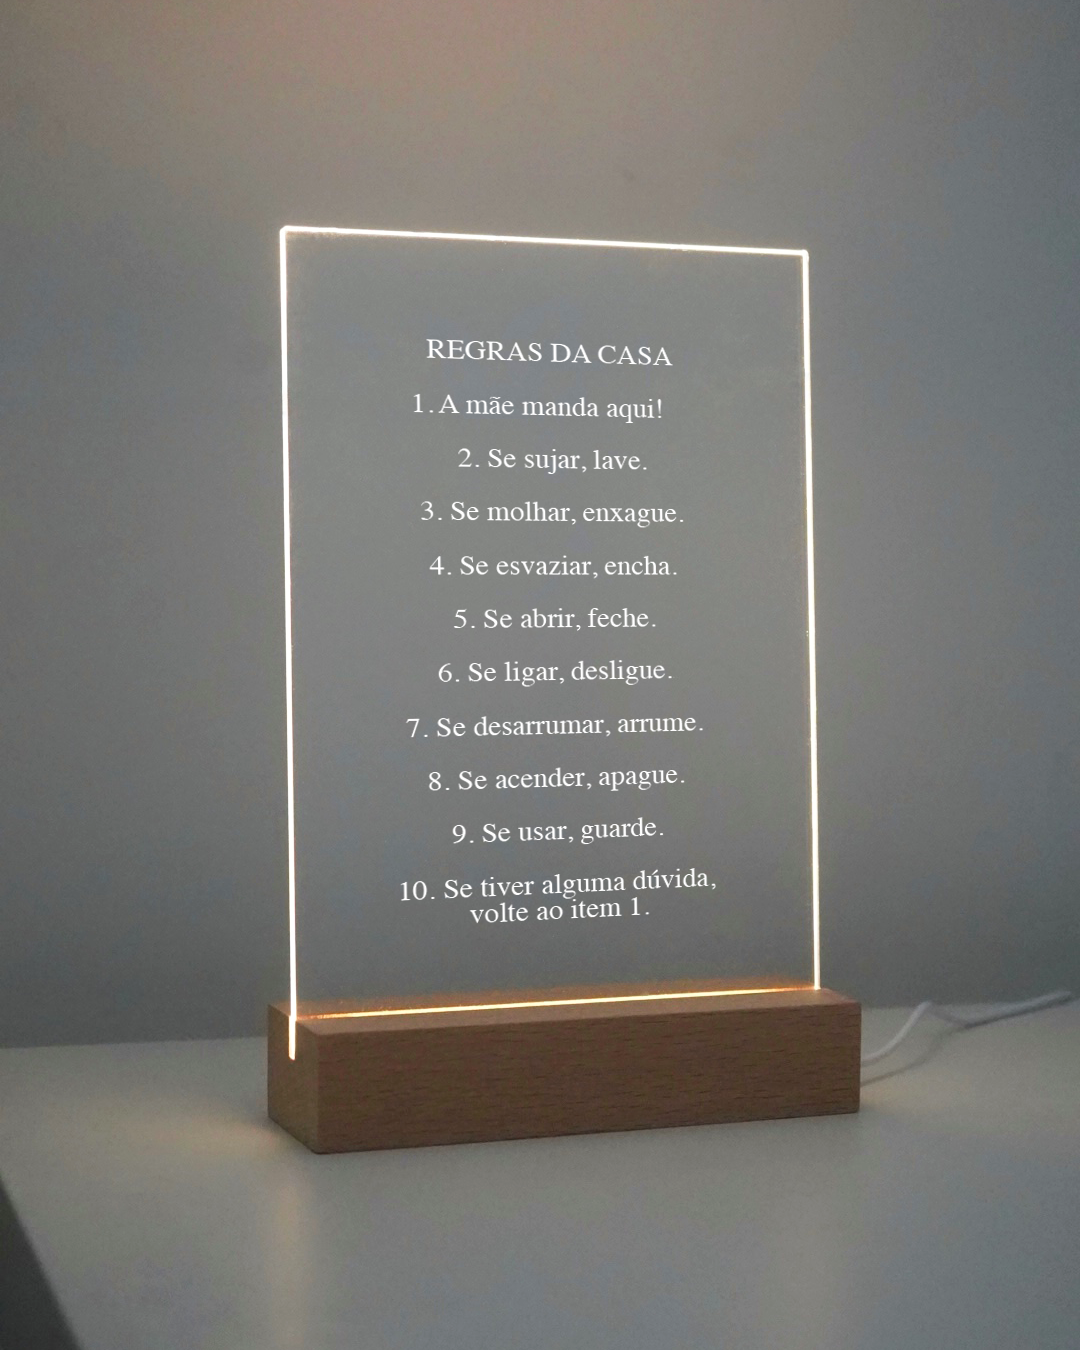 REGRAS DA CASA
1. A mãe manda aqui!
2. Se sujar, lave.
3. Se molhar, enxague.
4. Se esvaziar, encha.
5. Se abrir, feche.
6. Se ligar, desligue.
7. Se desarrumar, arrume.
8. Se acender, apague.
9. Se usar, guarde.
10. Se tiver alguma dúvida,
volte ao item 1.